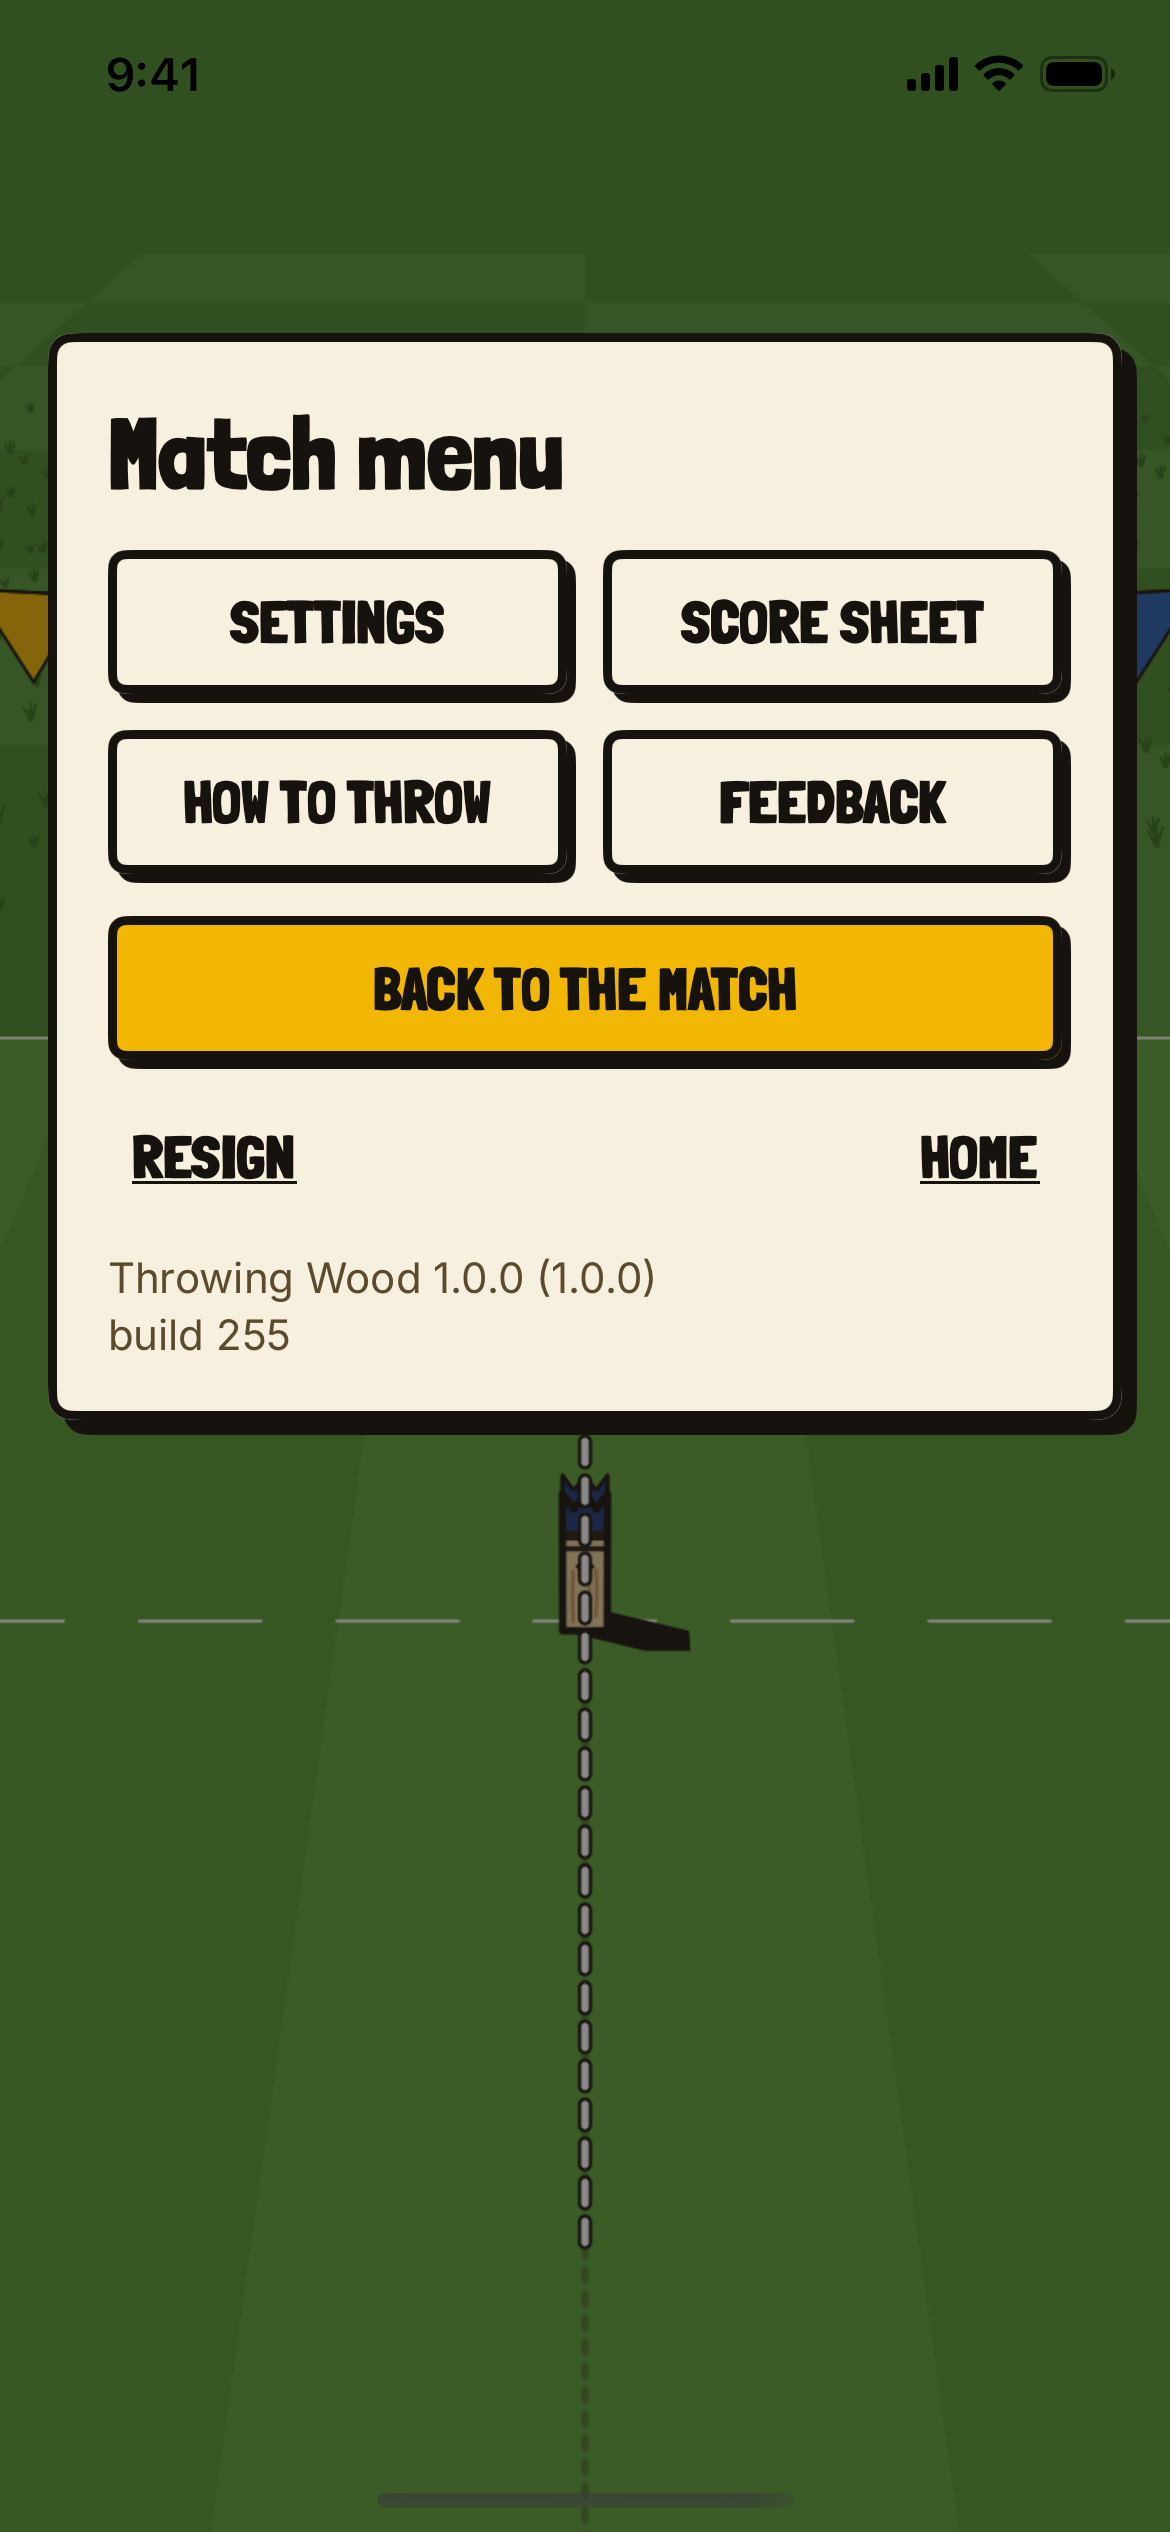 9:41
Match menu
SETTINGS
SCORE SHEET
HOW TO THROW
FEEDBACK
BACK TO THE MATCH
RESIGN
HOME
Throwing Wood 1.0.0 (1.0.0)
build 255